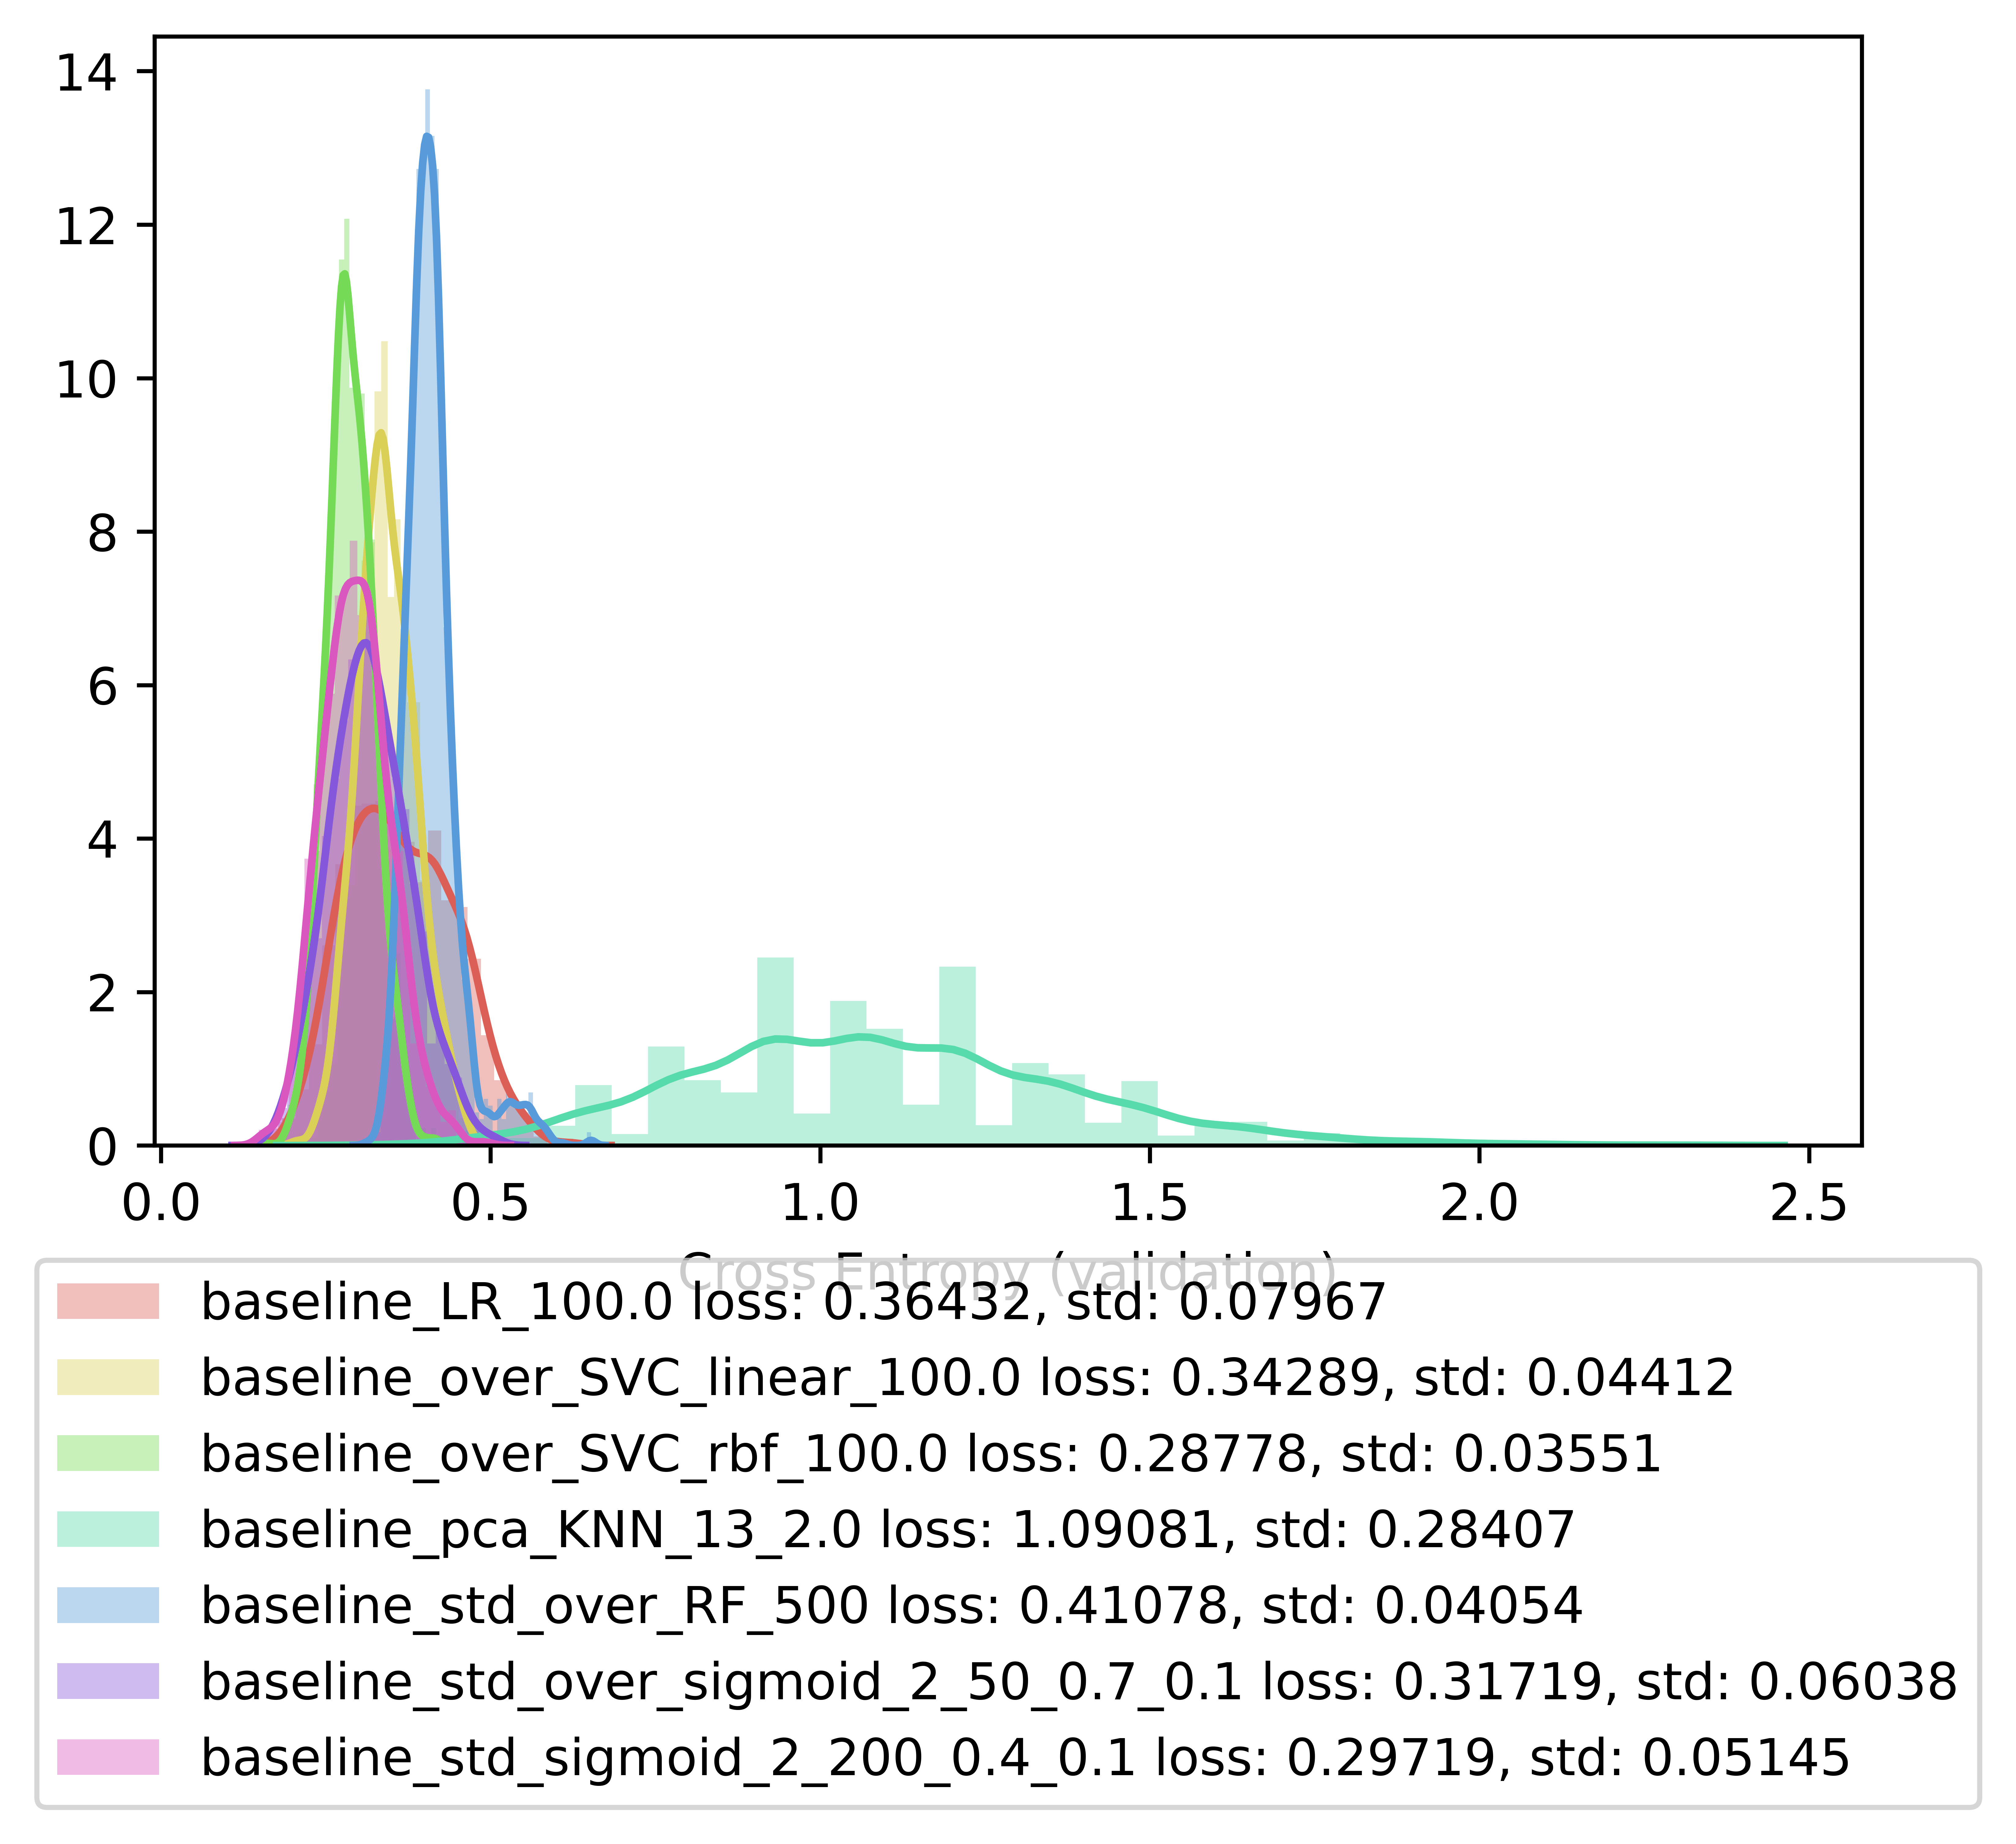 14
12
10
8
6
4
2
0
0.0 0.5 1.0 1.5 2.0 2.5
Cross Entropy (validation)
baseline_LR_100.0 loss: 0.36432, std: 0.07967
baseline_over_SVC_linear_100.0 loss: 0.34289, std: 0.04412
baseline_over_SVC_rbf_100.0 loss: 0.28778, std: 0.03551
baseline_pca_KNN_13_2.0 loss: 1.09081, std: 0.28407
baseline_std_over_RF_500 loss: 0.41078, std: 0.04054
baseline_std_over_sigmoid_2_50_0.7_0.1 loss: 0.31719, std: 0.06038
baseline_std_sigmoid_2_200_0.4_0.1 loss: 0.29719, std: 0.05145